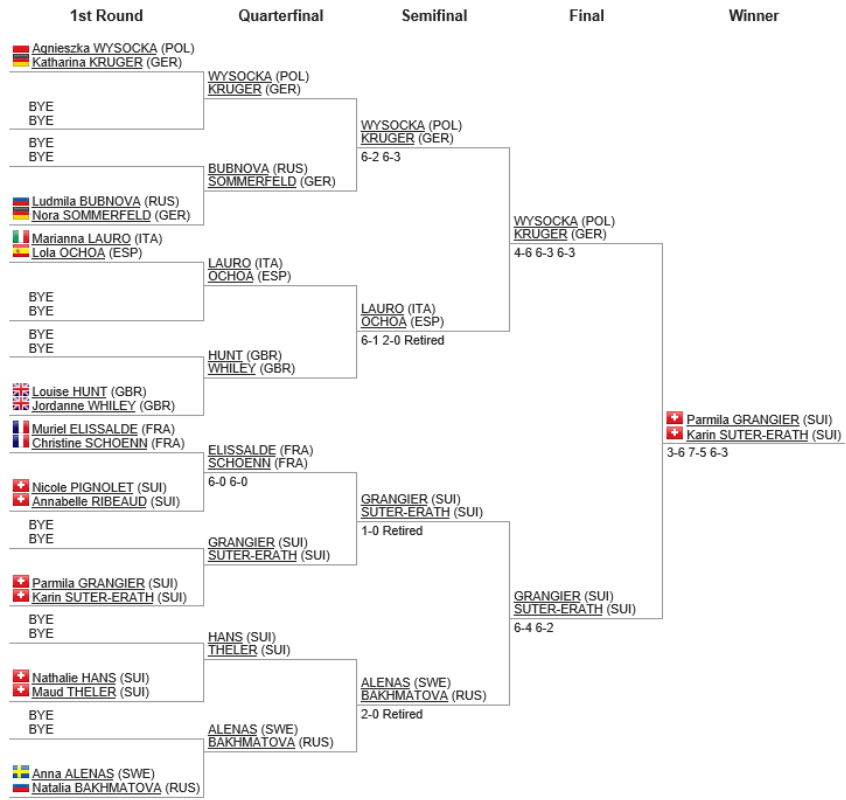 1st Round
Quarterfinal
Semifinal
Final
Winner
Agnieszka WYSOCKA (POL)
Katharina KRUGER (GER)
BYE
BYE
BYE
BYE
Ludmila BUBNOVA (RUS)
Nora SOMMERFELD (GER)
Marianna LAURO (ITA)
Lola OCHOA (ESP)
BYE
BYE
BYE
BYE
Louise HUNT (GBR)
Jordanne WHILEY (GBR)
Muriel ELISSALDE (FRA)
Christine SCHOENN (FRA)
Nicole PIGNOLET (SUI)
Annabelle RIBEAUD (SUI)
BYE
BYE
Parmila GRANGIER (SUI)
Karin SUTER-ERATH (SUI)
BYE
BYE
Nathalie HANS (SUI)
Maud THELER (SUI)
BYE
BYE
Anna ALENAS (SWE)
Natalia BAKHMATOVA (RUS)
WYSOCKA (POL)
KRUGER (GER)
BUBNOVA (RUS)
SOMMERFELD (GER)
LAURO (ITA)
OCHOA (ESP)
HUNT (GBR)
WHILEY (GBR)
ELISSALDE (FRA)
SCHOENN (FRA)
6-0 6-0
GRANGIER (SUI)
SUTER-ERATH (SUI)
HANS (SUI)
THELER (SUI)
ALENAS (SWE)
BAKHMATOVA (RUS)
WYSOCKA (POL)
KRUGER (GER)
6-2 6-3
LAURO (ITA)
OCHOA (ESP)
6-1 2-0 Retired
GRANGIER (SUI)
SUTER-ERATH (SUI)
1-0 Retired
ALENAS (SWE)
BAKHMATOVA (RUS)
2-0 Retired
WYSOCKA (POL)
KRUGER (GER)
4-6 6-3 6-3
GRANGIER (SUI)
SUTER-ERATH (SUI)
6-4 6-2
Parmila GRANGIER (SUI)
Karin SUTER-ERATH (SUI)
3-6 7-5 6-3